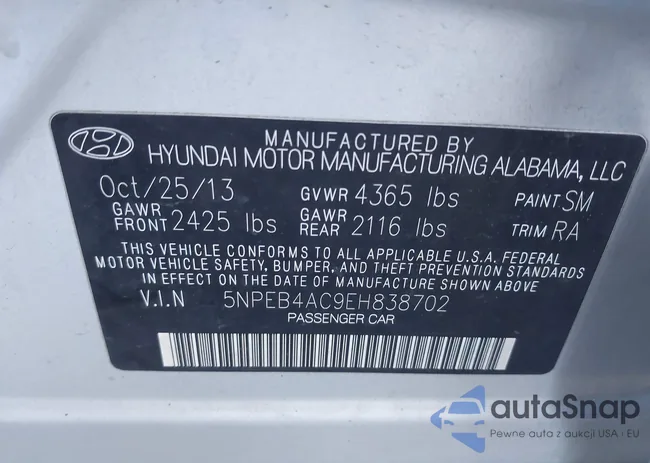 MANUFACTURED BY
HYUNDAI MOTOR MANUFACTURING ALABAMA, LLC
Oct/25/13 GVWR 4365 lbs PAINT SM
GAWR FRONT 2425 lbs GAWR REAR 2116 lbs TRIM RA
THIS VEHICLE CONFORMS TO ALL APPLICABLE U.S.A. FEDERAL
MOTOR VEHICLE SAFETY, BUMPER, AND THEFT PREVENTION STANDARDS
IN EFFECT ON THE DATE OF MANUFACTURE SHOWN ABOVE
V.I.N 5NPEB4AC9EH838702
PASSENGER CAR
autaSnap
Pewne auta z aukcji USA i EU